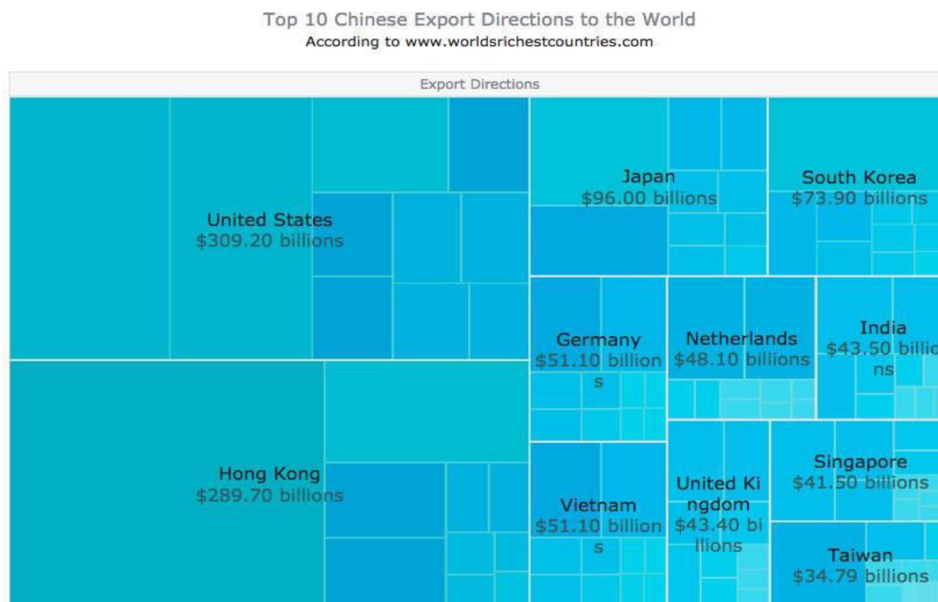 Top 10 Chinese Export Directions to the World
According to www.worldsrichestcountries.com
Export Directions
United States
$309.20 billions
Hong Kong
$289.70 billions
Japan
$96.00 billions
South Korea
$73.90 billions
Germany
$51.10 billion
s
Netherlands
$48.10 billions
India
$43.50 billio
ns
Vietnam
$51.10 billion
s
United Ki
ngdom
$43.40 bi
llions
Singapore
$41.50 billions
Taiwan
$34.79 billions